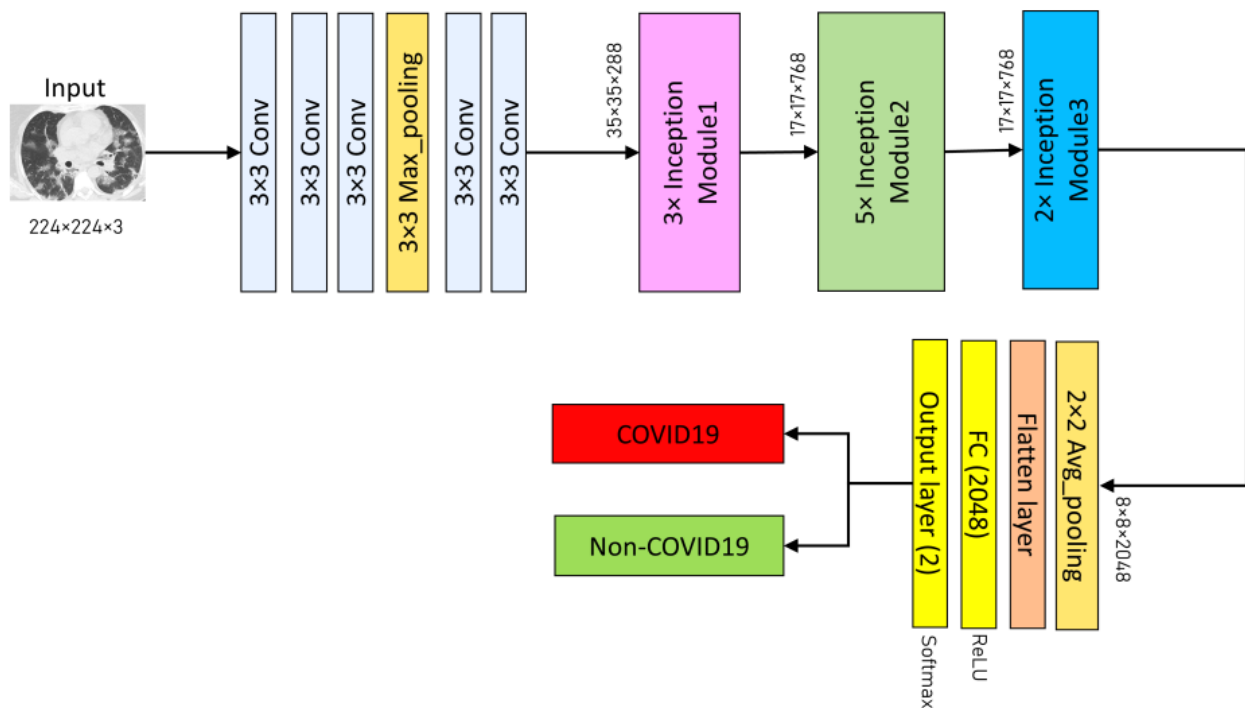 Input
224×224×3
3×3 Conv
3×3 Conv
3×3 Conv
3×3 Max_pooling
3×3 Conv
3×3 Conv
35×35×288
3× Inception
Module1
17×17×768
5× Inception
Module2
17×17×768
2× Inception
Module3
8×8×2048
2×2 Avg_pooling
Flatten layer
FC (2048)
ReLU
Output layer (2)
Softmax
COVID19
Non-COVID19